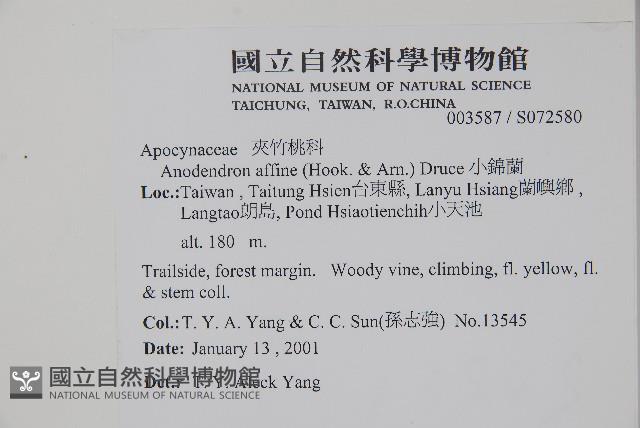 國立自然科學博物館
NATIONAL MUSEUM OF NATURAL SCIENCE
TAICHUNG, TAIWAN, R.O.CHINA
003587 / S072580
Apocynaceae 夾竹桃科
Anodendron affine (Hook. & Arn.) Druce 小錦蘭
Loc.:Taiwan , Taitung Hsien台東縣, Lanyu Hsiang蘭嶼鄉 ,
Langtao朗島, Pond Hsiaotienchih小天池
alt. 180 m.
Trailside, forest margin. Woody vine, climbing, fl. yellow, fl.
& stem coll.
Col.: T. Y. A. Yang & C. C. Sun(孫志強) No.13545
Date: January 13 , 2001
Det.: T. Y. Aleck Yang
國立自然科學博物館
NATIONAL MUSEUM OF NATURAL SCIENCE